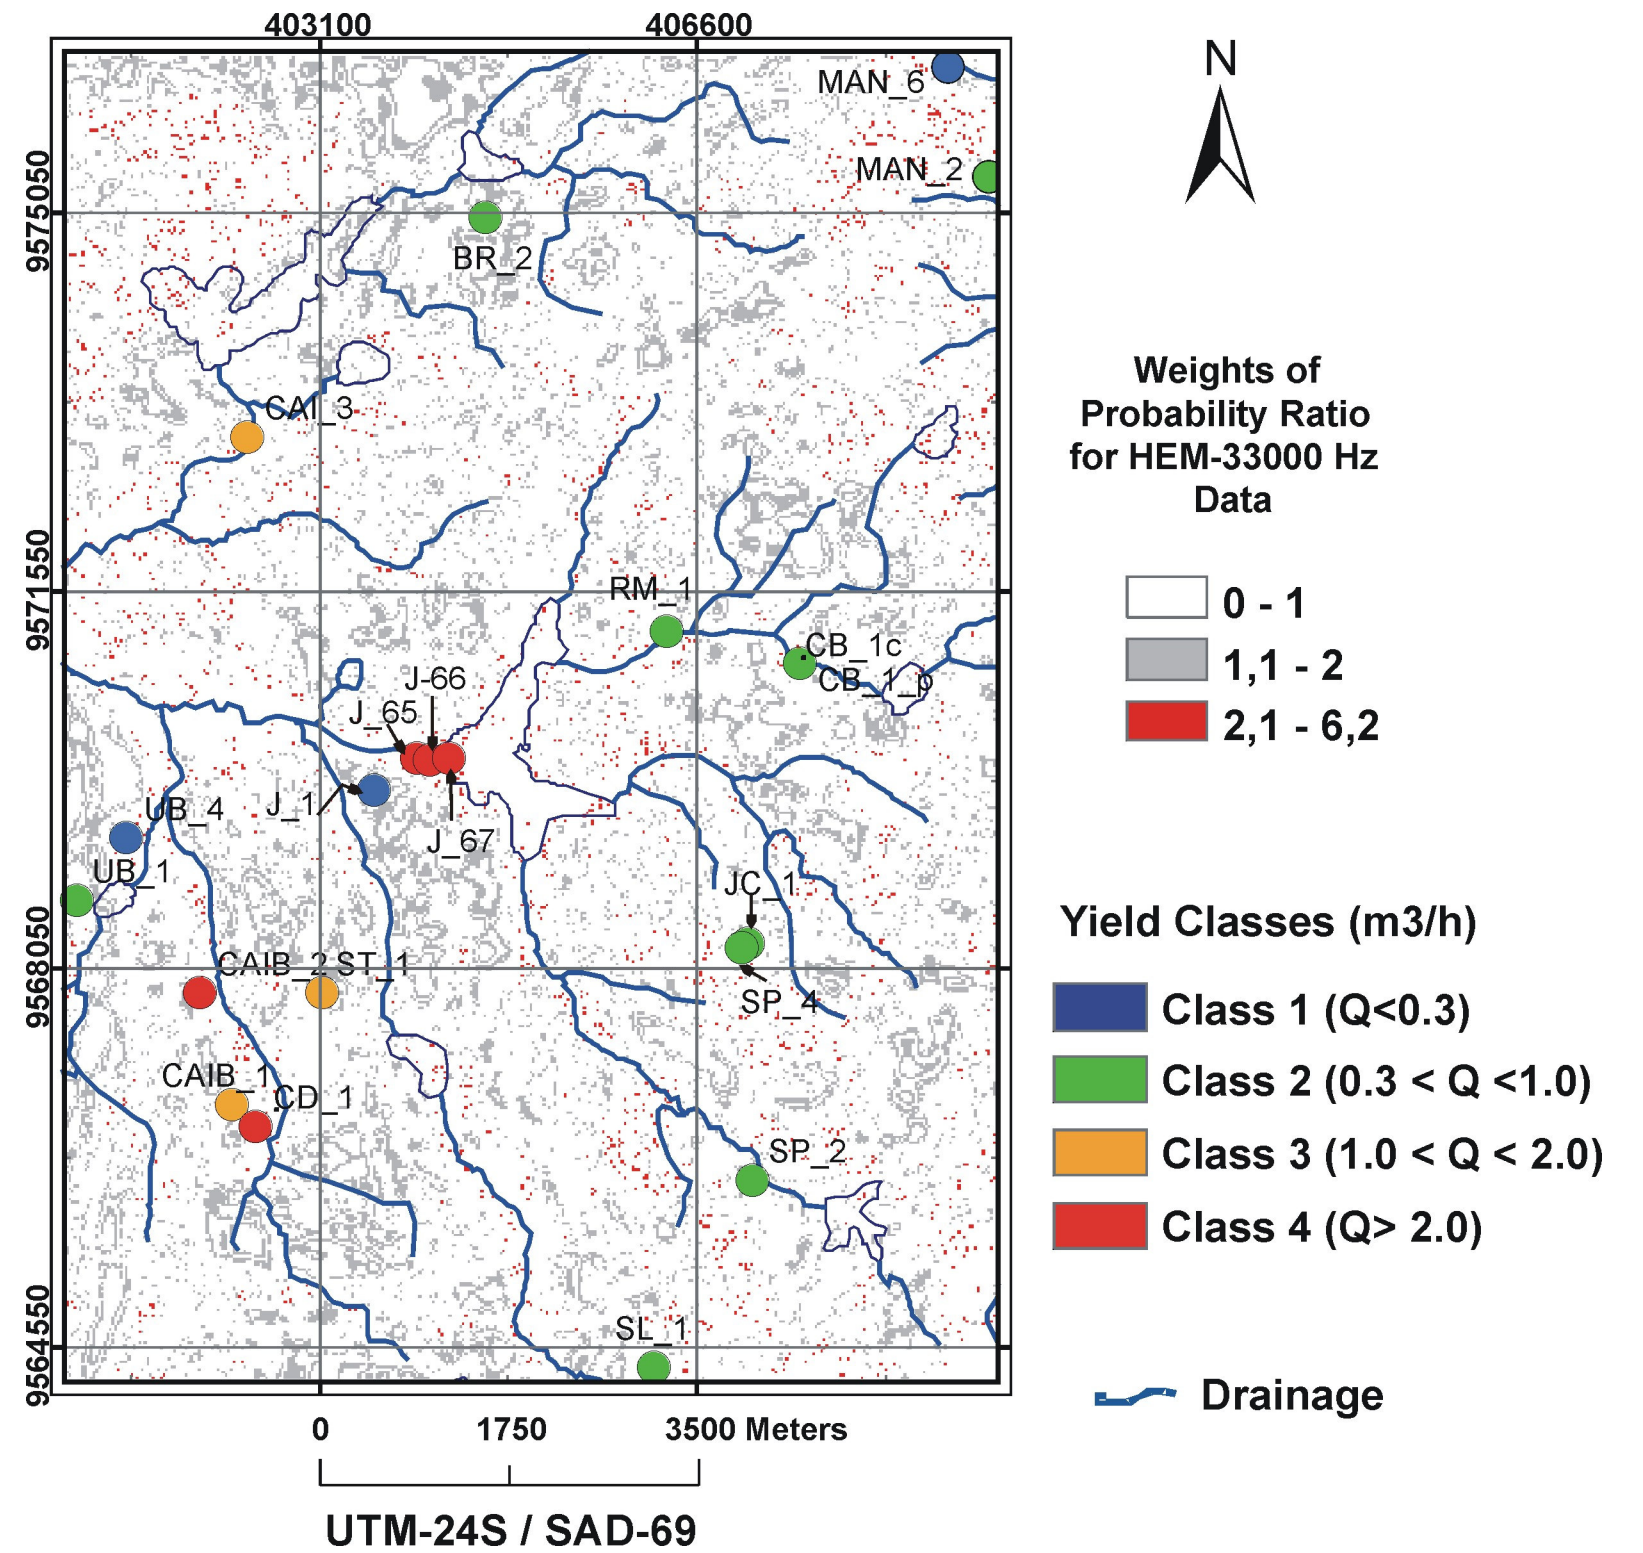 403100
406600
N
MAN_6
MAN_2
9575050
BR_2
Weights of
Probability Ratio
for HEM-33000 Hz
Data
CAI_3
9571550
RM_1
0 - 1
CB_1c
1,1 - 2
CB_1_p
J-66
J_65
2,1 - 6,2
J_1
UB_4
J_67
UB_1
JC_1
Yield Classes (m3/h)
9568050
CAIB_2
ST_1
SP_4
Class 1 (Q<0.3)
CAIB_1
CD_1
Class 2 (0.3 < Q <1.0)
SP_2
Class 3 (1.0 < Q < 2.0)
Class 4 (Q> 2.0)
9564550
SL_1
Drainage
0 1750 3500 Meters
UTM-24S / SAD-69